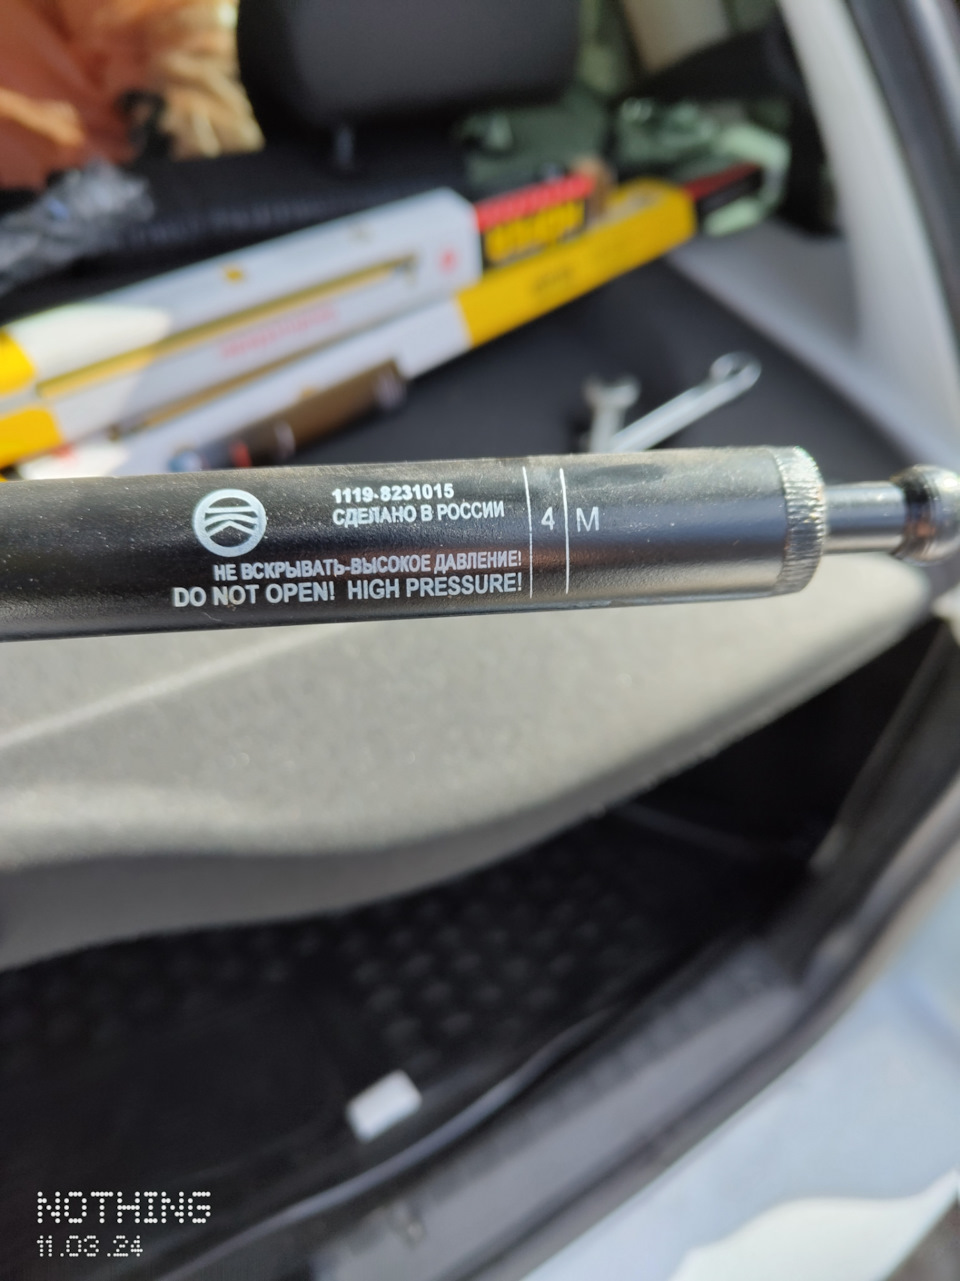 1119-8231015
СДЕЛАНО В РОССИИ
НЕ ВСКРЫВАТЬ-ВЫСОКОЕ ДАВЛЕНИЕ!
DO NOT OPEN! HIGH PRESSURE!
4 M
NOTHING
11.03.24